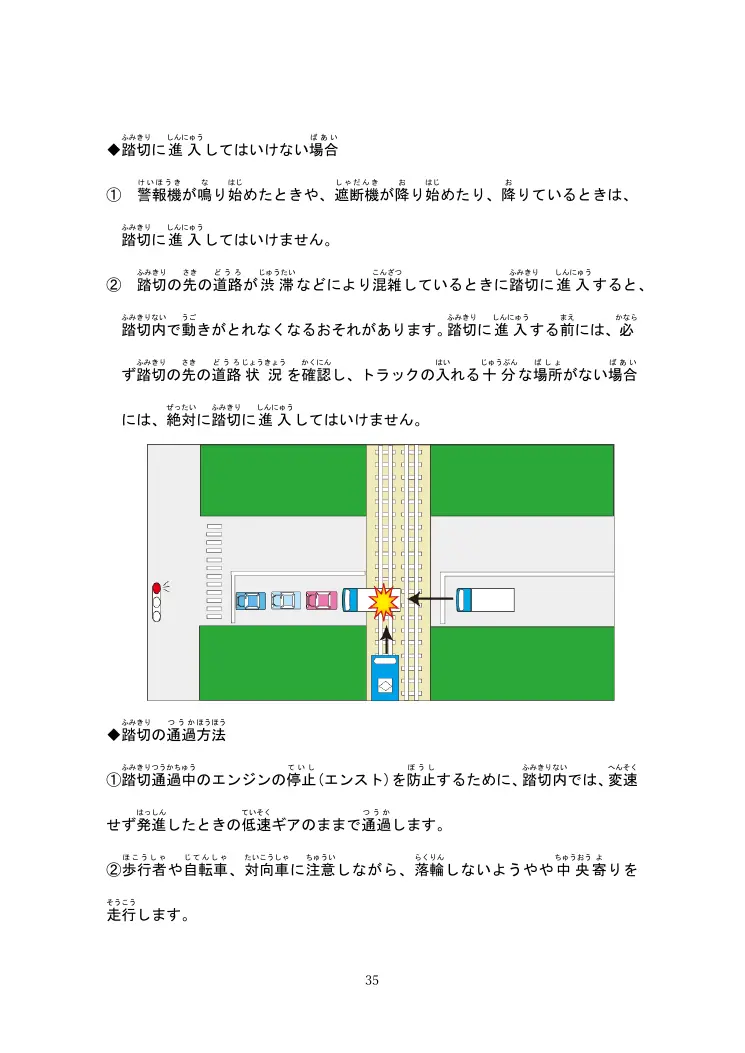 ◆踏切に進入してはいけない場合
① 警報機が鳴り始めたときや、遮断機が降り始めたり、降りているときは、
踏切に進入してはいけません。
② 踏切の先の道路が渋滞などにより混雑しているときに踏切に進入すると、
踏切内で動きがとれなくなるおそれがあります。踏切に進入する前には、必
ず踏切の先の道路状況を確認し、トラックの入れる十分な場所がない場合
には、絶対に踏切に進入してはいけません。
◆踏切の通過方法
①踏切通過中のエンジンの停止(エンスト)を防止するために、踏切内では、変速
せず発進したときの低速ギアのままで通過します。
②歩行者や自転車、対向車に注意しながら、落輪しないようやや中央寄りを
走行します。
35